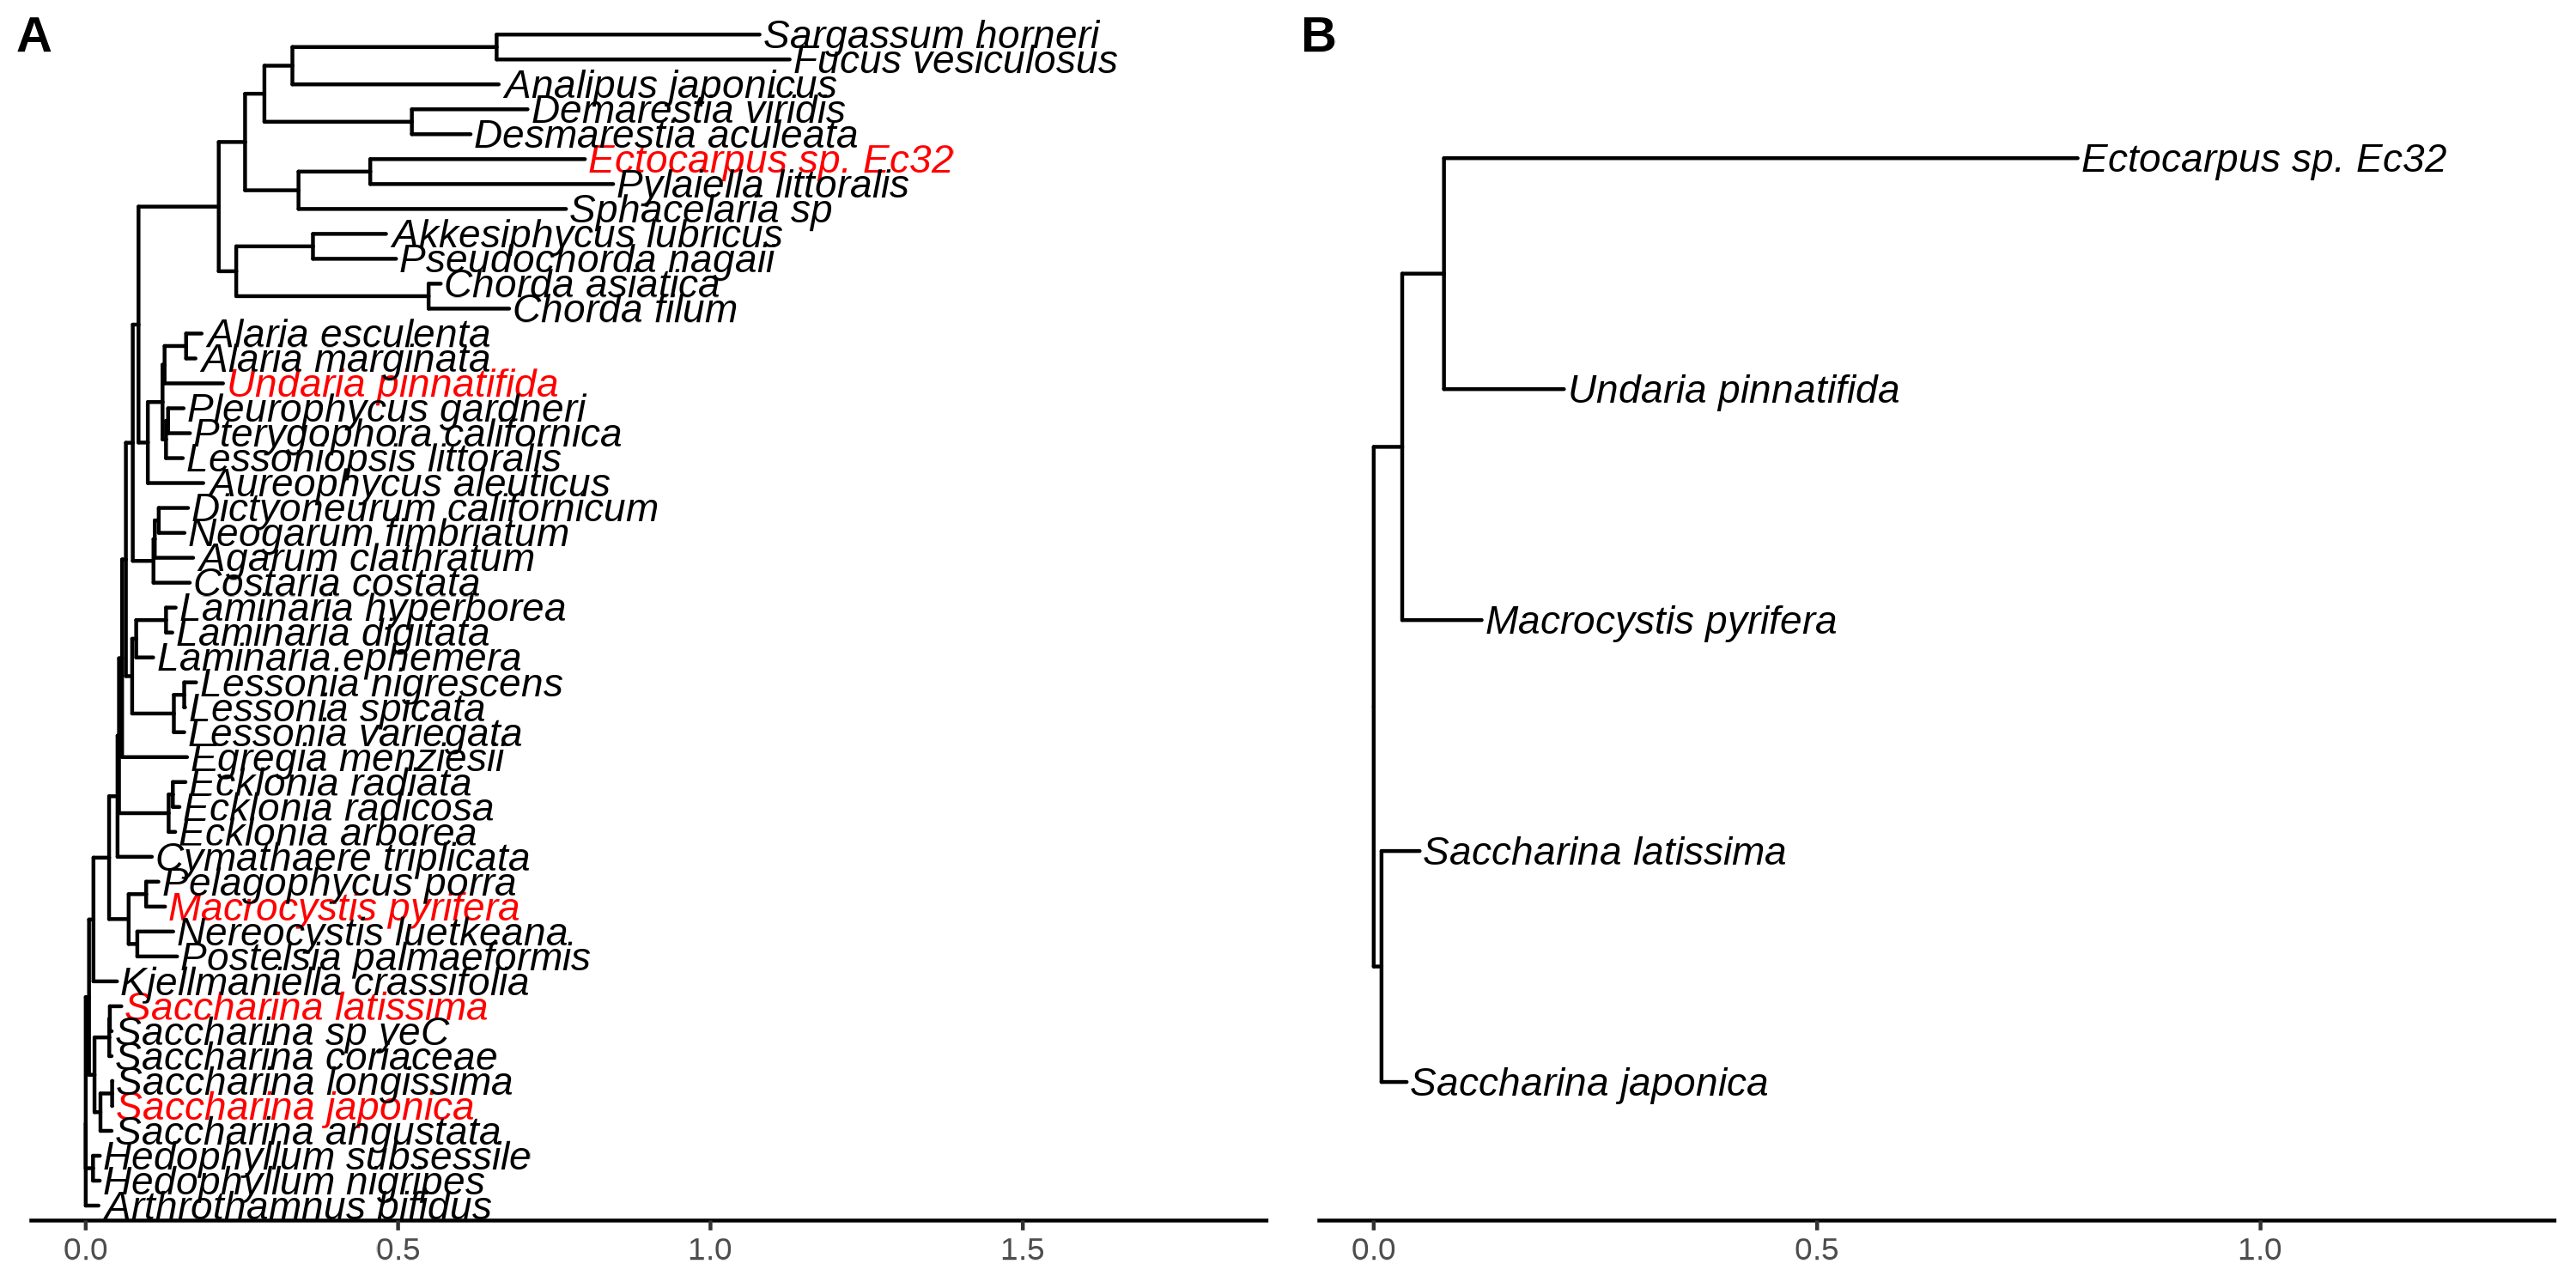 A
Sargassum horneri
Fucus vesiculosus
Analipus japonicus
Demarestia viridis
Desmarestia aculeata
Ectocarpus sp. Ec32
Pylaiella littoralis
Sphacelaria sp
Akkesiphycus lubricus
Pseudochorda nagaii
Chorda asiatica
Chorda filum
Alaria esculenta
Alaria marginata
Undaria pinnatifida
Pleurophycus gardneri
Pterygophora californica
Lessoniopsis littoralis
Aureophycus aleuticus
Dictyoneurum californicum
Neogarum fimbriatum
Agarum clathratum
Costaria costata
Laminaria hyperborea
Laminaria digitata
Laminaria ephemera
Lessonia nigrescens
Lessonia spicata
Lessonia variegata
Egregia menziesii
Ecklonia radiata
Ecklonia radicosa
Ecklonia arborea
Cymathaere triplicata
Pelagophycus porra
Macrocystis pyrifera
Nereocystis luetkeana
Postelsia palmaeformis
Kjellmaniella crassifolia
Saccharina latissima
Saccharina sp yeC
Saccharina coriaceae
Saccharina longissima
Saccharina japonica
Saccharina angustata
Hedophyllum subsessile
Hedophyllum nigripes
Arthrothamnus bifidus
0.0 0.5 1.0 1.5
B
Ectocarpus sp. Ec32
Undaria pinnatifida
Macrocystis pyrifera
Saccharina latissima
Saccharina japonica
0.0 0.5 1.0